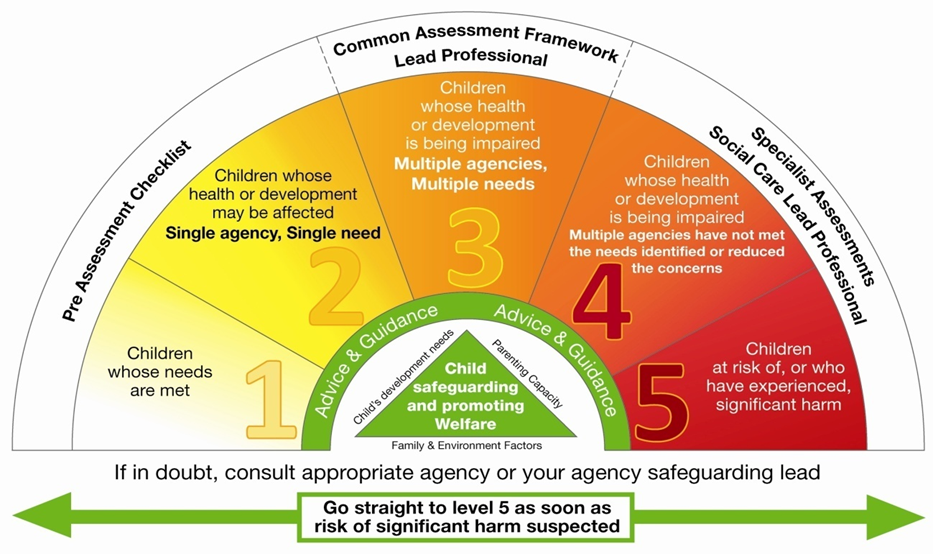 Pre Assessment Checklist
Common Assessment Framework
Lead Professional
Specialist Assessments
Social Care Lead Professional
Children
whose needs
are met
1
Children whose
health or development
may be affected
Single agency, Single need
2
Children
whose health
or development
is being impaired
Multiple agencies,
Multiple needs
3
Children
whose health
or development
is being impaired
Multiple agencies have not met
the needs identified or reduced
the concerns
4
Children
at risk of, or who
have experienced,
significant harm
5
Advice & Guidance
Advice & Guidance
Child's development needs
Parenting Capacity
Child
safeguarding
and promoting
Welfare
Family & Environment Factors
If in doubt, consult appropriate agency or your agency safeguarding lead
Go straight to level 5 as soon as
risk of significant harm suspected